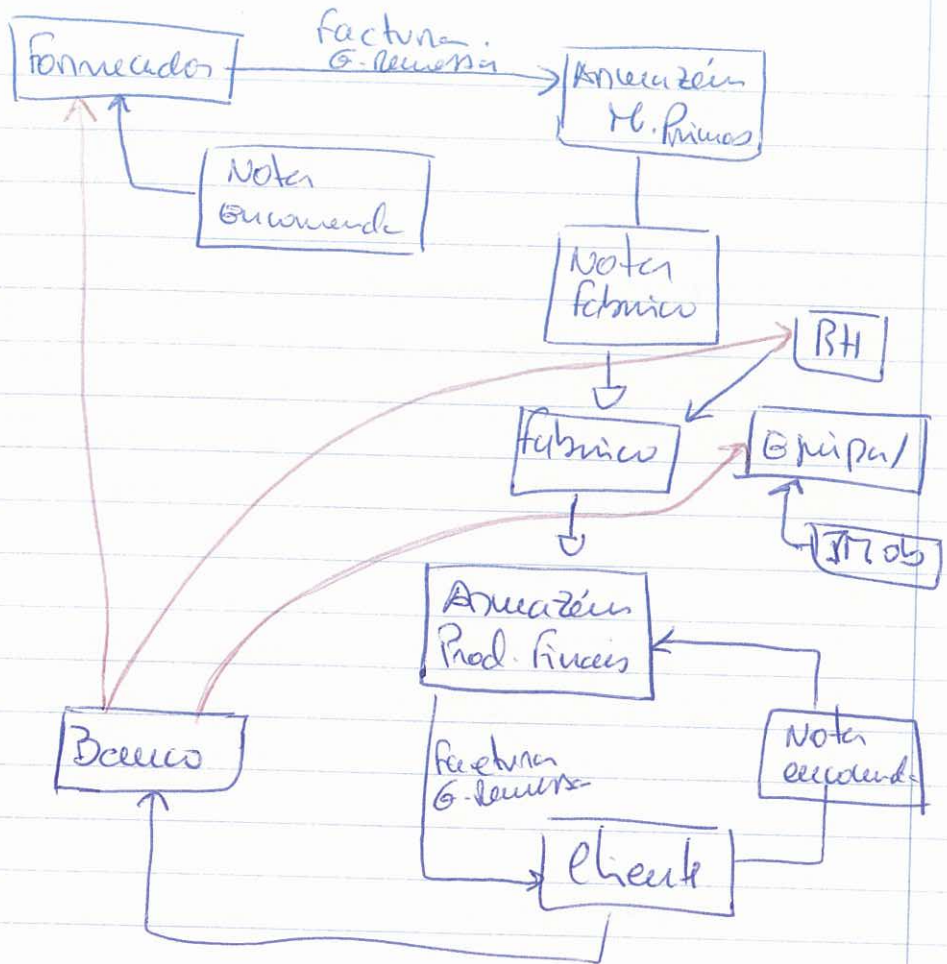 Fornecedor
Factura
G. Remessa
Armazém
M. Primas
Nota
Encomenda
Nota
fabrico
RH
fabrico
Equipa/
IMob
Armazém
Prod. Finais
Banco
Factura
G. Remessa
Nota
encomenda
Cliente